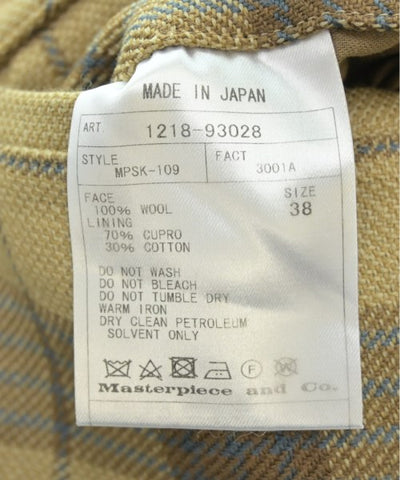 MADE IN JAPAN
ART 1218-93028
STYLE FACT
MPSK-109 3001A
FACE SIZE
100% WOOL 38
LINING
70% CUPRO
30% COTTON
DO NOT WASH
DO NOT BLEACH
DO NOT TUMBLE DRY
WARM IRON
DRY CLEAN PETROLEUM
SOLVENT ONLY
F W
Masterpiece and Co.